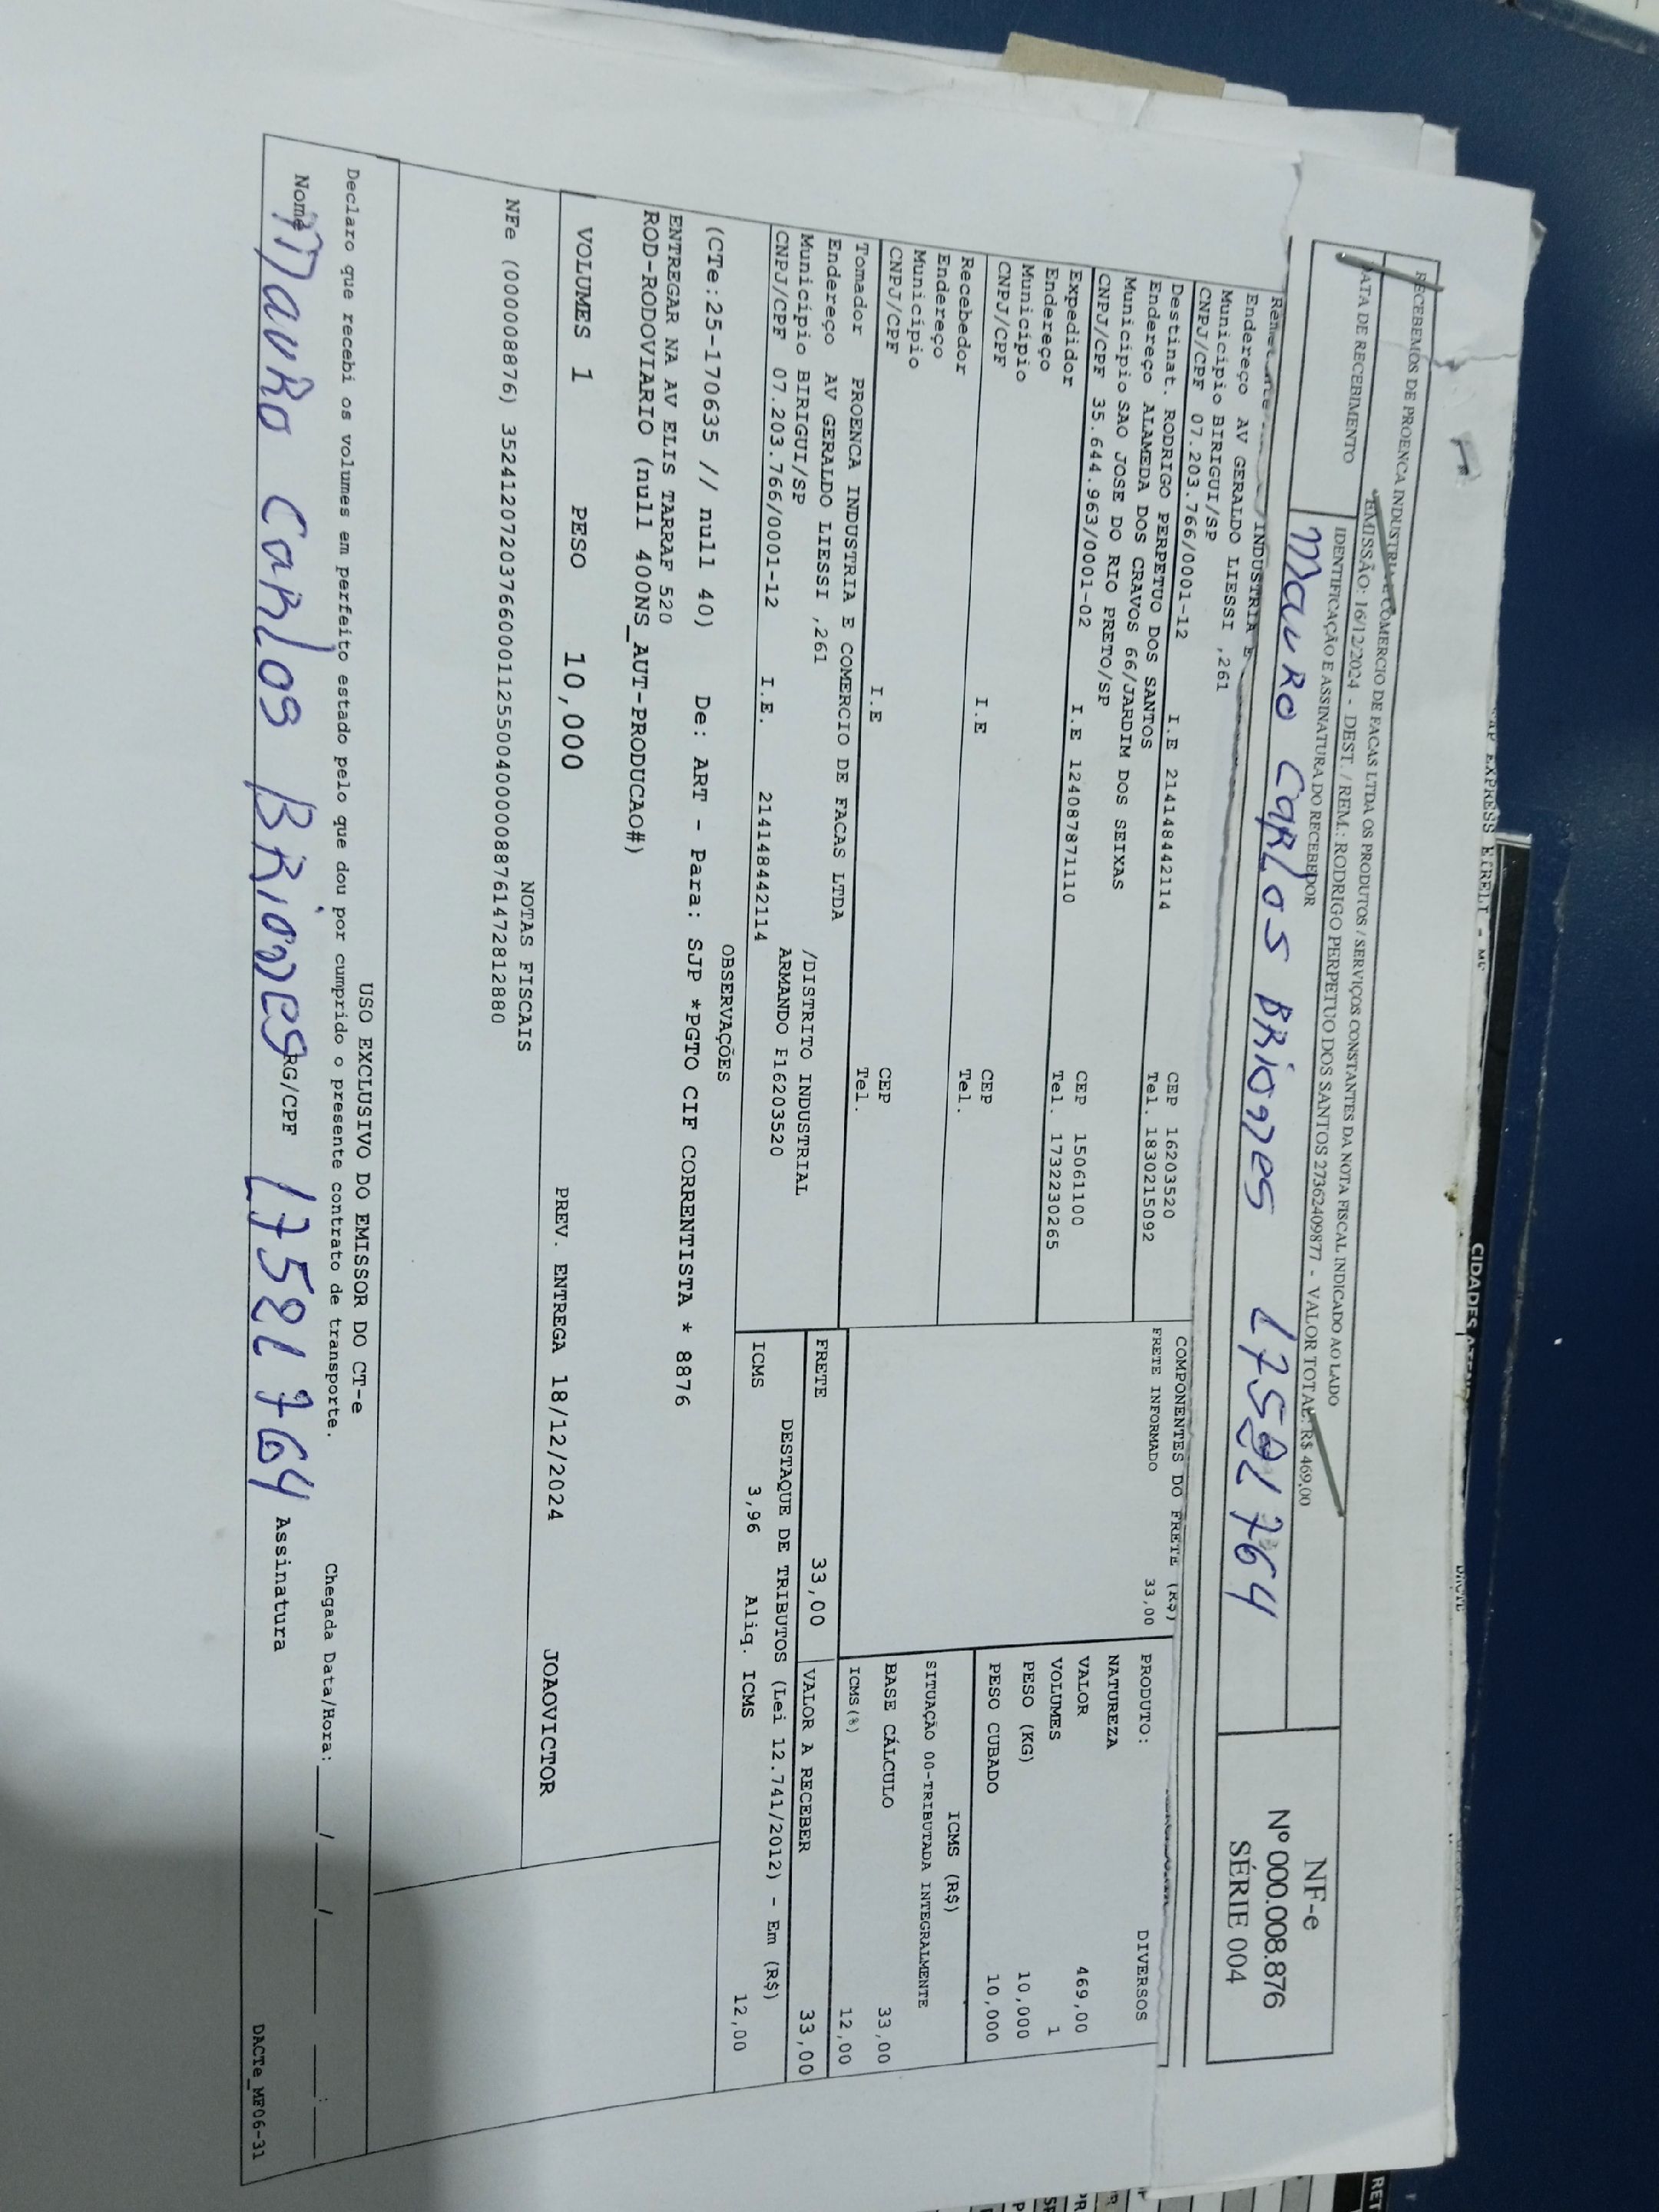 RECEBEMOS DE PROENCA INDUSTRIA E COMERCIO DE FACAS LTDA OS PRODUTOS / SERVIÇOS CONSTANTES DA NOTA FISCAL INDICADO AO LADO
EMISSÃO: 16/12/2024 - DEST. / REM.: RODRIGO PERPETUO DOS SANTOS 27362409877 - VALOR TOTAL: R$ 469,00
DATA DE RECEBIMENTO
IDENTIFICAÇÃO E ASSINATURA DO RECEBEDOR
Mauro Carlos Briones 17521764
NF-e
Nº 000.008.876
SÉRIE 004
INDUSTRIA E
Endereço AV GERALDO LIESSI ,261
Município BIRIGUI/SP
CEP 16203520
CNPJ/CPF 07.203.766/0001-12 I.E 214148442114
Tel. 1830215092
Destinat. RODRIGO PERPETUO DOS SANTOS
Endereço ALAMEDA DOS CRAVOS 66/JARDIM DOS SEIXAS
Município SAO JOSE DO RIO PRETO/SP
CEP 15061100
CNPJ/CPF 35.644.963/0001-02 I.E 124087871110
Tel. 1732230265
Expedidor
Endereço
Município
CEP
CNPJ/CPF I.E
Tel.
Recebedor
Endereço
Município
CEP
CNPJ/CPF I.E
Tel.
Tomador PROENCA INDUSTRIA E COMERCIO DE FACAS LTDA
Endereço AV GERALDO LIESSI ,261
/DISTRITO INDUSTRIAL
Município BIRIGUI/SP
ARMANDO F16203520
CNPJ/CPF 07.203.766/0001-12 I.E. 214148442114
COMPONENTES DO FRETE (R$)
FRETE INFORMADO 33,00
PRODUTO: DIVERSOS
NATUREZA
VALOR 469,00
VOLUMES 1
PESO (KG) 10,000
PESO CUBADO 10,000
ICMS (R$)
SITUAÇÃO 00-TRIBUTADA INTEGRALMENTE
BASE CÁLCULO 33,00
ICMS(%) 12,00
FRETE 33,00
VALOR A RECEBER 33,00
DESTAQUE DE TRIBUTOS (Lei 12.741/2012) - Em (R$)
ICMS 3,96 Aliq. ICMS 12,00
OBSERVAÇÕES
(CTe:25-170635 // null 40) De: ART - Para: SJP *PGTO CIF CORRENTISTA * 8876
ENTREGAR NA AV ELIS TARRAF 520
ROD-RODOVIARIO (null 400NS_AUT-PRODUCAO#)
VOLUMES 1 PESO 10,000 PREV. ENTREGA 18/12/2024 JOAOVICTOR
NOTAS FISCAIS
NFe (000008876) 35241207203766000112550040000088761472812880
USO EXCLUSIVO DO EMISSOR DO CT-e
Declaro que recebi os volumes em perfeito estado pelo que dou por cumprido o presente contrato de transporte.
Chegada Data/Hora: ___/___/_____ __:__
Nome Mauro Carlos Briones RG/CPF 17521764 Assinatura
DACTe_MF06-31